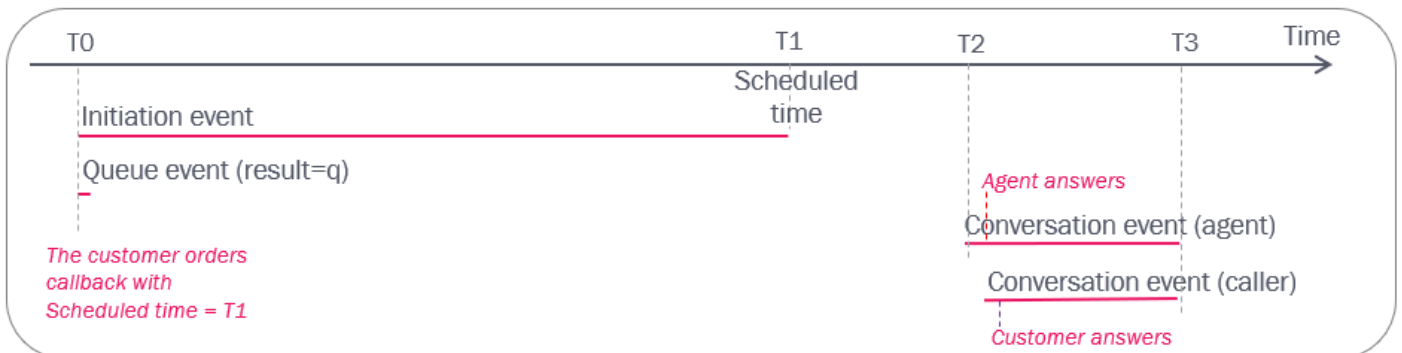 T0
T1
T2
T3
Time
Scheduled
time
Initiation event
Queue event (result=q)
Agent answers
Conversation event (agent)
The customer orders
callback with
Scheduled time = T1
Conversation event (caller)
Customer answers